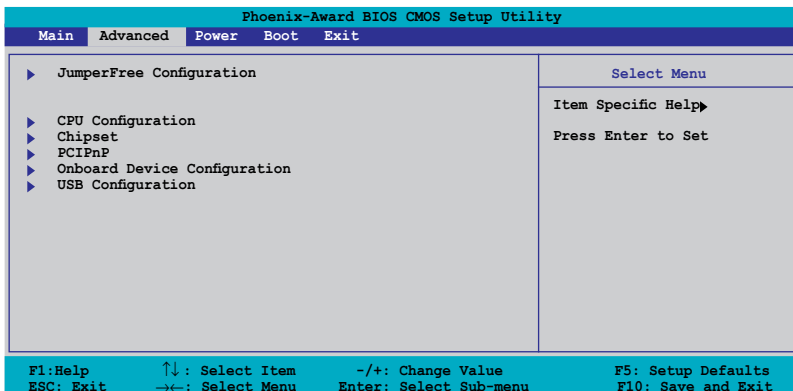 Phoenix-Award BIOS CMOS Setup Utility
Main Advanced Power Boot Exit
JumperFree Configuration
CPU Configuration
Chipset
PCIPnP
Onboard Device Configuration
USB Configuration
Select Menu
Item Specific Help
Press Enter to Set
F1:Help ↑↓: Select Item -/+: Change Value F5: Setup Defaults
ESC: Exit →←: Select Menu Enter: Select Sub-menu F10: Save and Exit